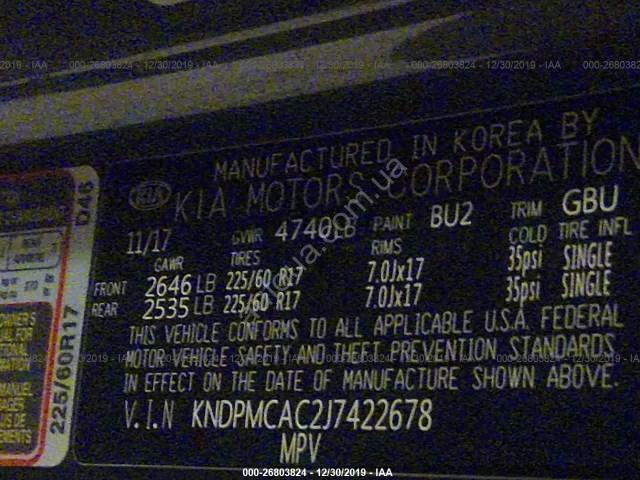 000-26803824 - 12/30/2019 - IAA
MANUFACTURED IN KOREA BY
KIA KIA MOTORS CORPORATION
11/17 GVWR 4740LB PAINT BU2 TRIM GBU
GAWR TIRES RIMS COLD TIRE INFL
FRONT 2646 LB 225/60 R17 7.0Jx17 35psi SINGLE
REAR 2535 LB 225/60 R17 7.0Jx17 35psi SINGLE
THIS VEHICLE CONFORMS TO ALL APPLICABLE U.S.A. FEDERAL
MOTOR VEHICLE SAFETY AND THEFT PREVENTION STANDARDS
IN EFFECT ON THE DATE OF MANUFACTURE SHOWN ABOVE.
V.I.N KNDPMCAC2J7422678
MPV
D46
225/60R17
000-26803824 - 12/30/2019 - IAA